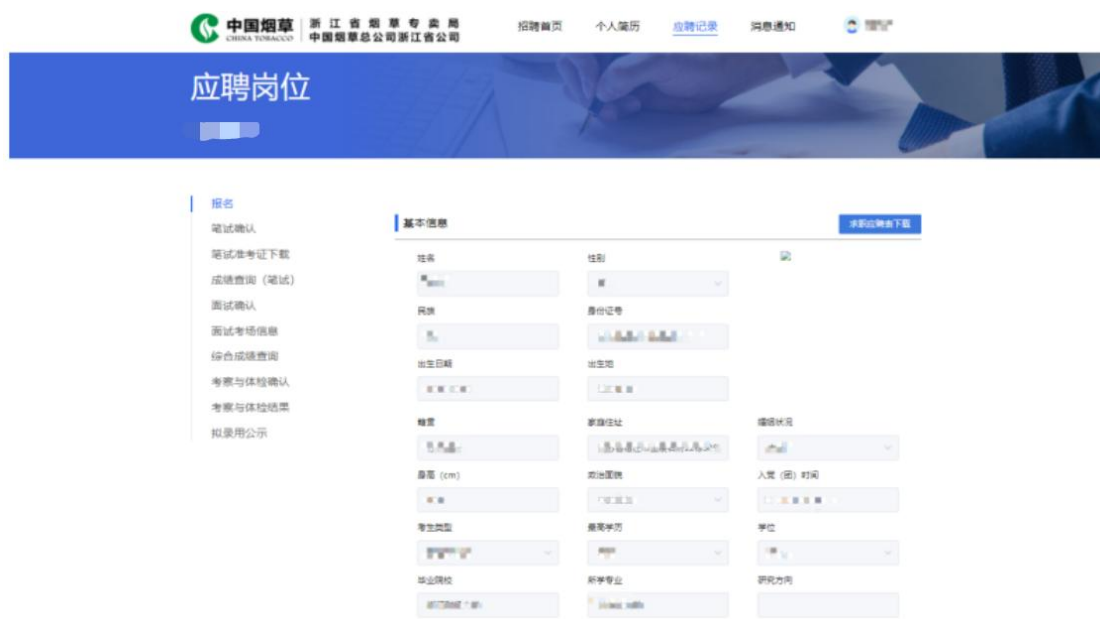 中国烟草
CHINA TOBACCO
浙江省烟草专卖局
中国烟草总公司浙江省公司
招聘首页 个人简历 应聘记录 消息通知
应聘岗位
报名
笔试确认
笔试准考证下载
成绩查询（笔试）
面试确认
面试考场信息
综合成绩查询
考察与体检确认
考察与体检结果
拟录用公示
基本信息 求职应聘表下载
姓名 性别
民族 身份证号
出生日期 出生地
籍贯 家庭住址 婚姻状况
身高（cm） 政治面貌 入党（团）时间
考生类型 最高学历 学位
毕业院校 所学专业 研究方向